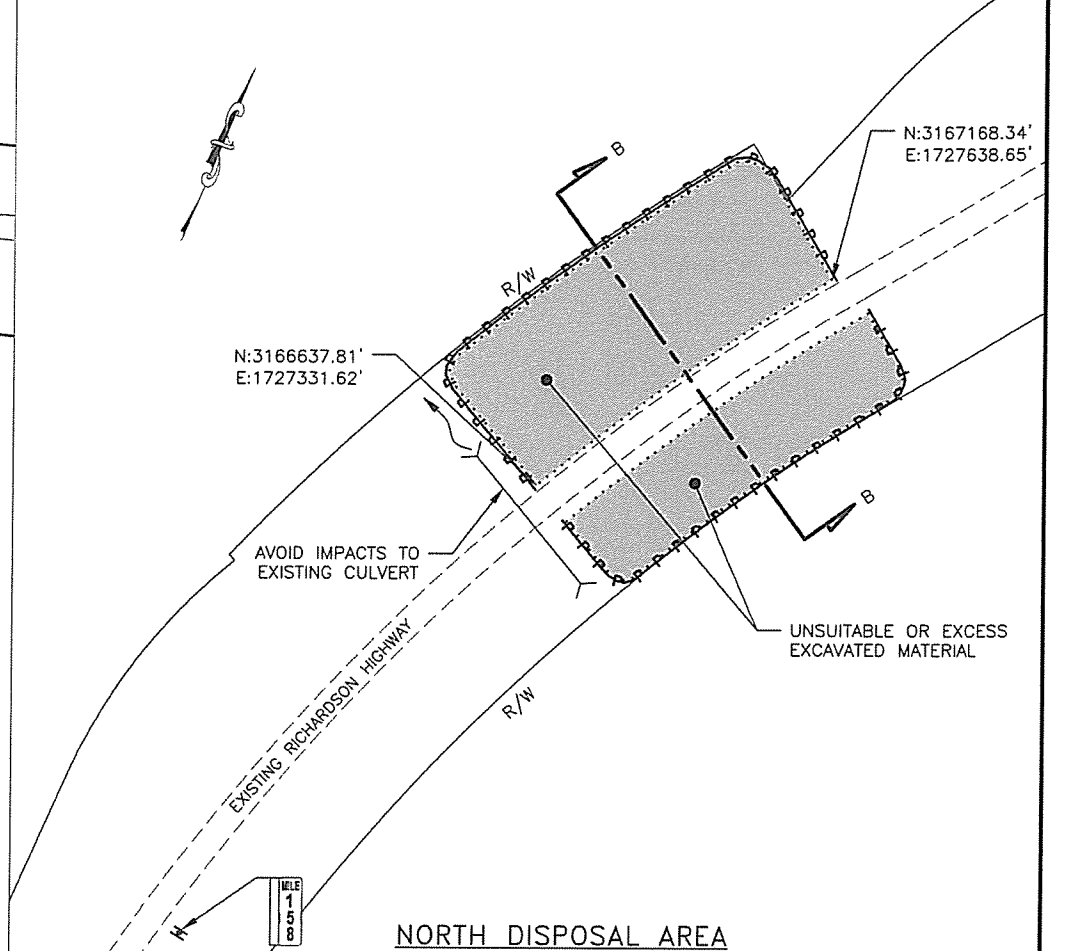 N:3167168.34'
E:1727638.65'
B
R/W
N:3166637.81'
E:1727331.62'
B
AVOID IMPACTS TO
EXISTING CULVERT
UNSUITABLE OR EXCESS
EXCAVATED MATERIAL
EXISTING RICHARDSON HIGHWAY
R/W
MILE
1
5
8
NORTH DISPOSAL AREA